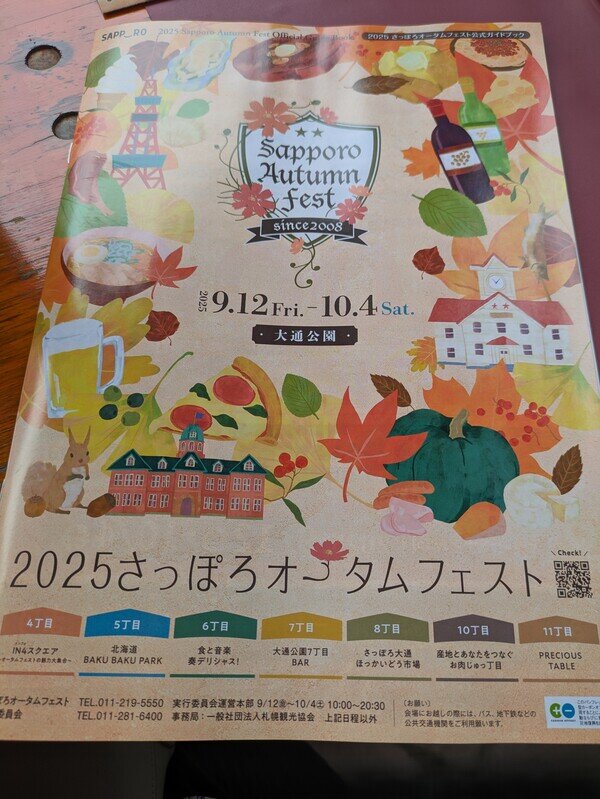 SAPP_RO
2025 Sapporo Autumn Fest Official Guide Book
2025 さっぽろオータムフェスト公式ガイドブック
Sapporo
Autumn
Fest
since2008
2025 9.12 Fri. - 10.4 Sat.
・大通公園・
2025さっぽろオータムフェスト
\ Check! /
4丁目
IN4スクエア
~オータムフェストの魅力大集合~
5丁目
北海道
BAKU BAKU PARK
6丁目
食と音楽
奏デリシャス!
7丁目
大通公園7丁目
BAR
8丁目
さっぽろ大通
ほっかいどう市場
10丁目
産地とあなたをつなぐ
お肉じゅっ丁目
11丁目
PRECIOUS
TABLE
ぽろオータムフェスト
委員会
TEL.011-219-5550 実行委員会運営本部 9/12㊎~10/4㊏ 10:00~20:30
TEL.011-281-6400 事務局:一般社団法人札幌観光協会 上記日程以外
〔お願い〕
会場にお越しの際には、バス、地下鉄などの
公共交通機関をご利用願います。